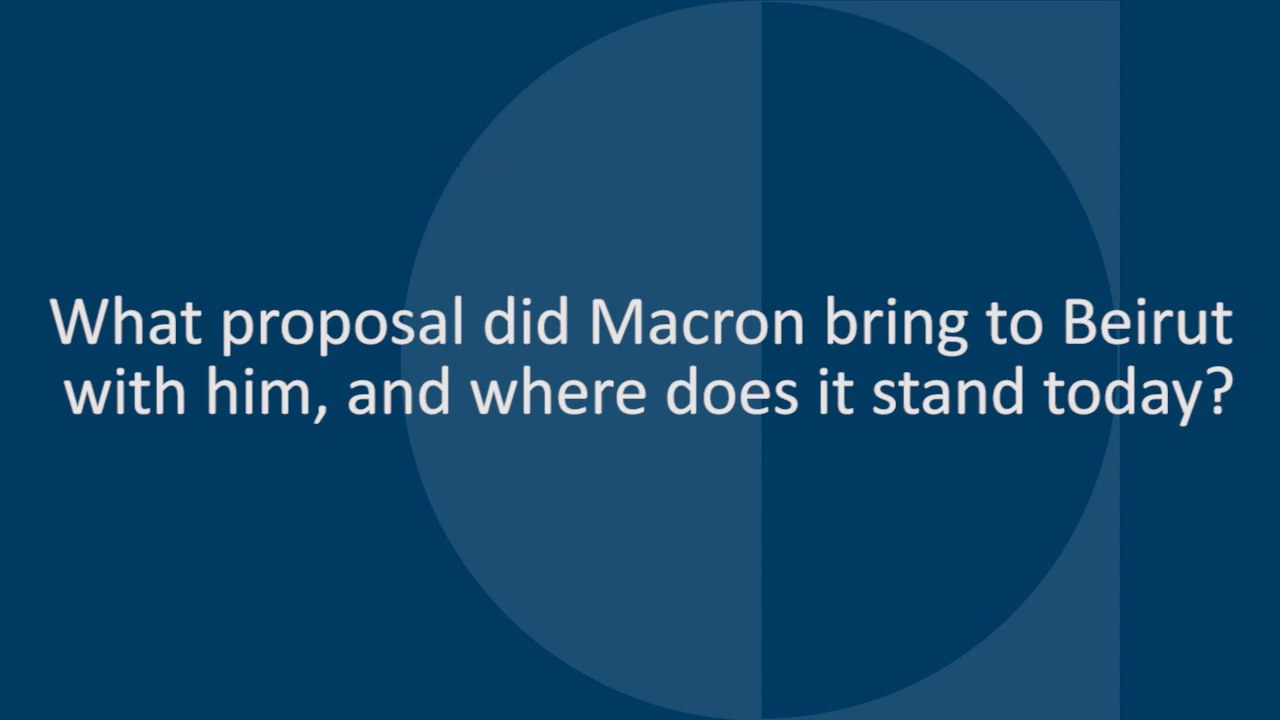 What proposal did Macron bring to Beirut
with him, and where does it stand today?